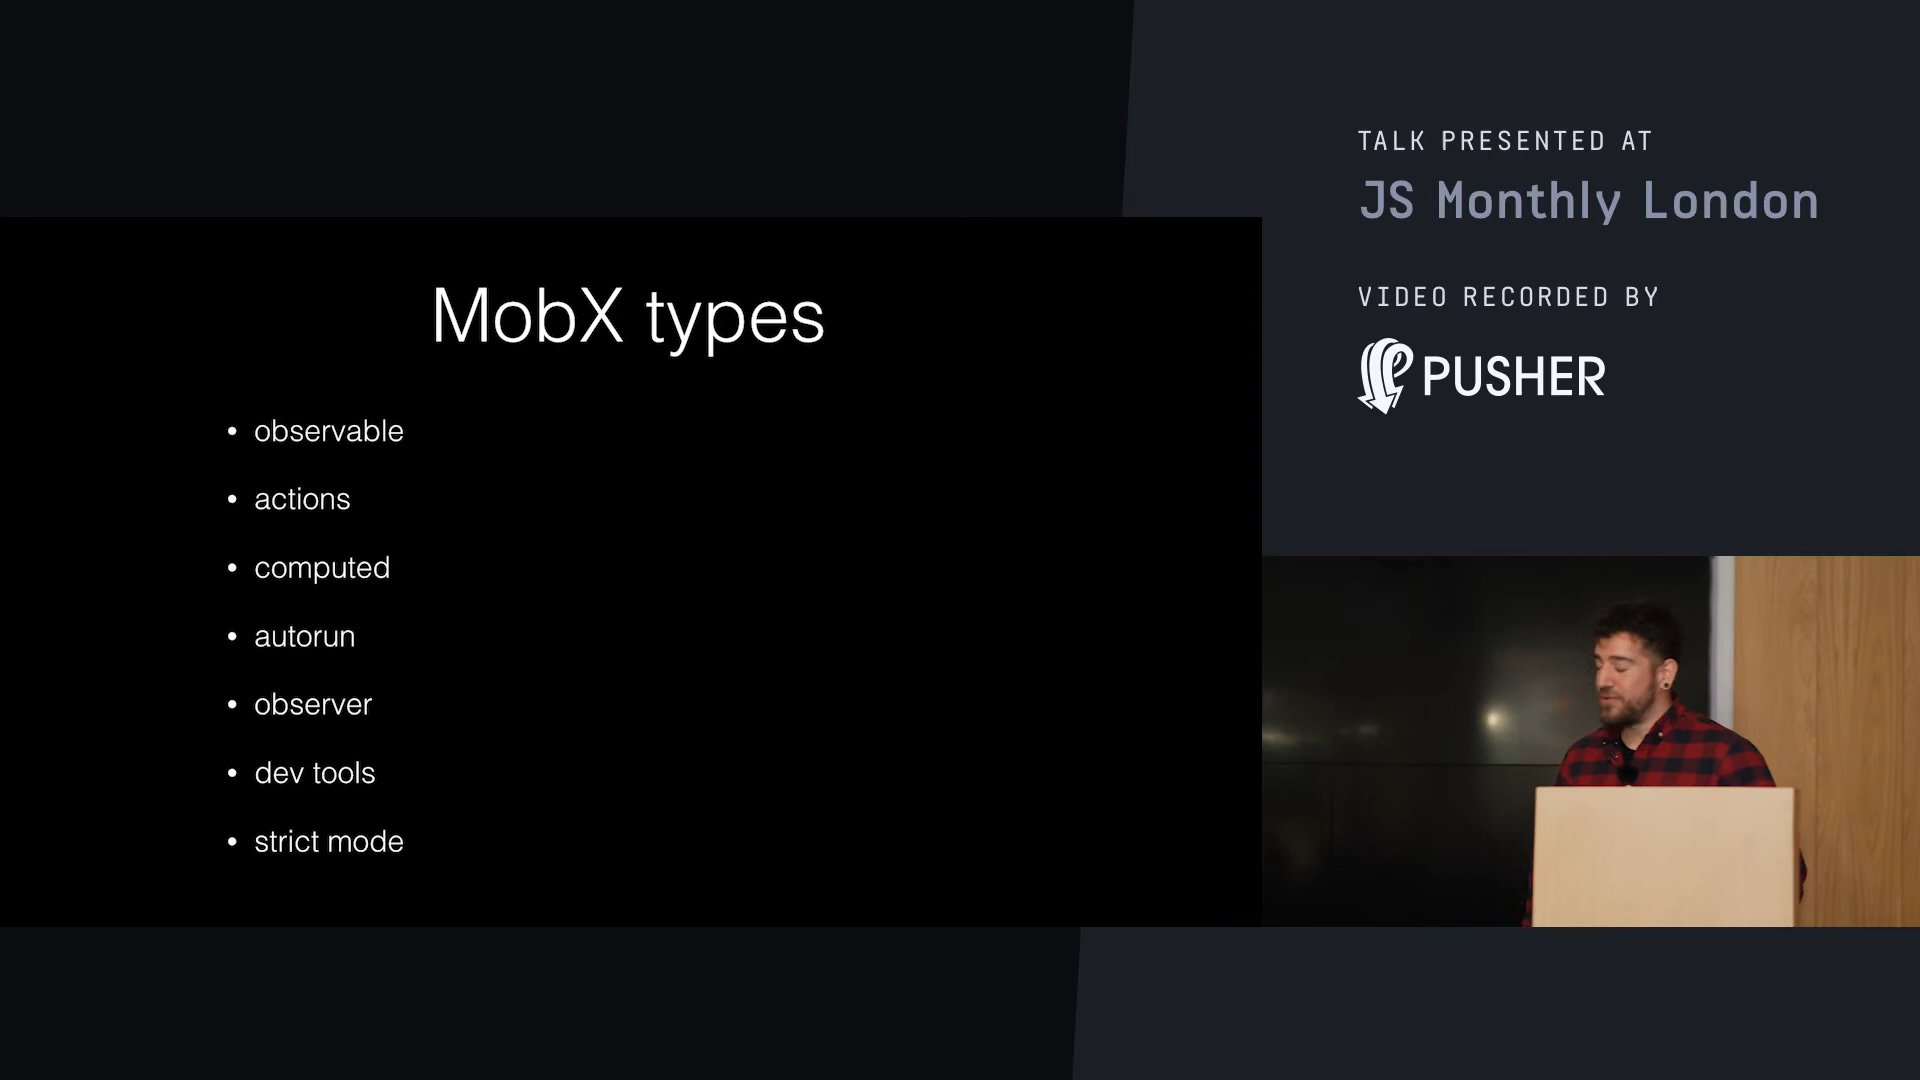 MobX types
• observable
• actions
• computed
• autorun
• observer
• dev tools
• strict mode
TALK PRESENTED AT
JS Monthly London
VIDEO RECORDED BY
PUSHER